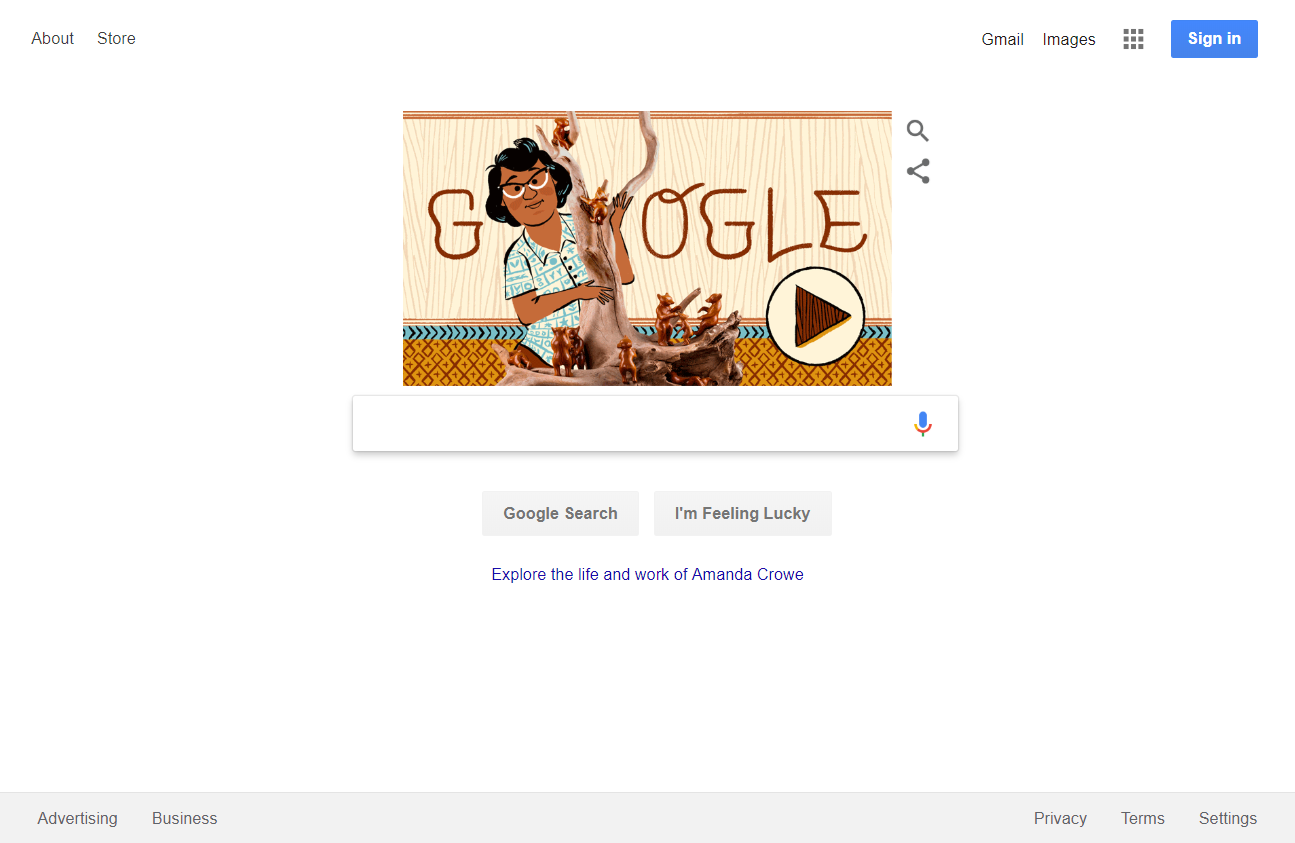 About Store
Gmail Images Sign in
GOOGLE
Google Search I'm Feeling Lucky
Explore the life and work of Amanda Crowe
Advertising Business
Privacy Terms Settings